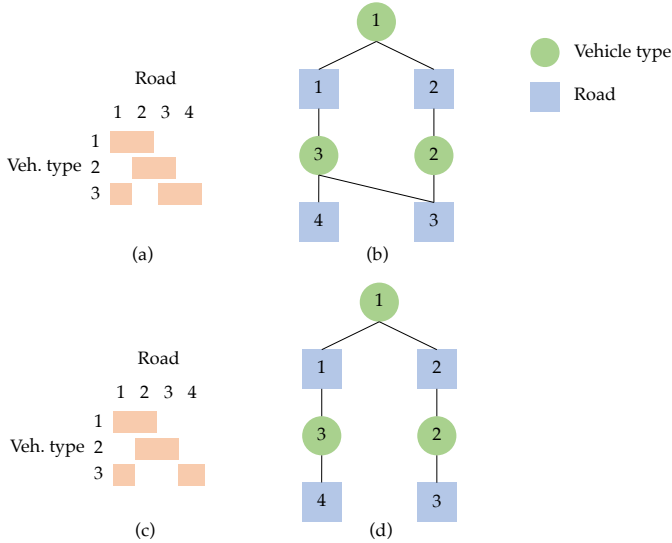 1
Vehicle type
Road
1 2 3 4
1
Veh. type 2
3
(a)
Road
1 2
3 2
4 3
(b)
Road
1 2 3 4
1
Veh. type 2
3
(c)
1
1 2
3 2
4 3
(d)